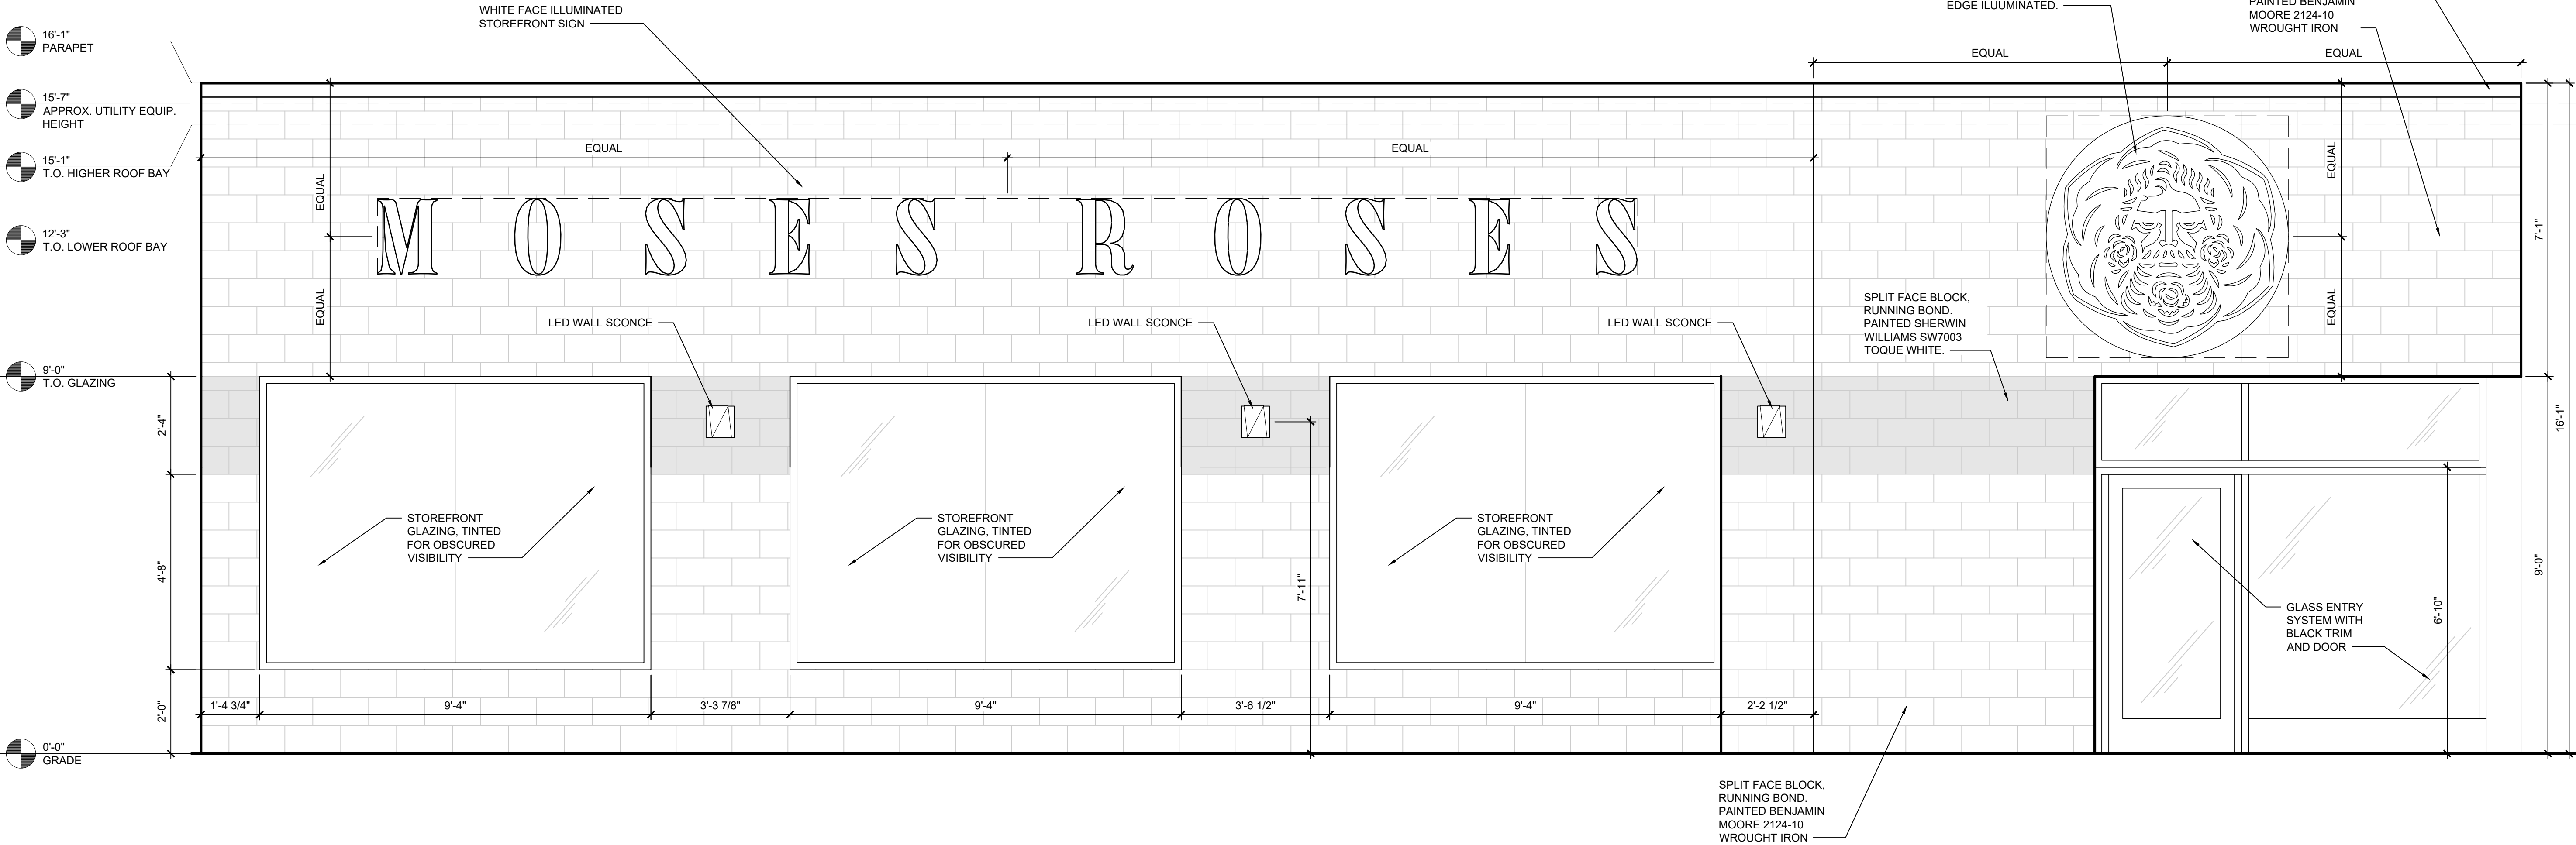 WHITE FACE ILLUMINATED
STOREFRONT SIGN
EDGE ILUUMINATED.
PAINTED BENJAMIN
MOORE 2124-10
WROUGHT IRON
16'-1"
PARAPET
15'-7"
APPROX. UTILITY EQUIP.
HEIGHT
15'-1"
T.O. HIGHER ROOF BAY
12'-3"
T.O. LOWER ROOF BAY
9'-0"
T.O. GLAZING
0'-0"
GRADE
EQUAL
EQUAL
EQUAL
EQUAL
EQUAL
EQUAL
EQUAL
EQUAL
MOSES ROSES
7'-1"
16'-1"
9'-0"
LED WALL SCONCE
LED WALL SCONCE
LED WALL SCONCE
SPLIT FACE BLOCK,
RUNNING BOND.
PAINTED SHERWIN
WILLIAMS SW7003
TOQUE WHITE.
2'-4"
4'-8"
2'-0"
STOREFRONT
GLAZING, TINTED
FOR OBSCURED
VISIBILITY
STOREFRONT
GLAZING, TINTED
FOR OBSCURED
VISIBILITY
STOREFRONT
GLAZING, TINTED
FOR OBSCURED
VISIBILITY
7'-11"
GLASS ENTRY
SYSTEM WITH
BLACK TRIM
AND DOOR
6'-10"
1'-4 3/4"
9'-4"
3'-3 7/8"
9'-4"
3'-6 1/2"
9'-4"
2'-2 1/2"
SPLIT FACE BLOCK,
RUNNING BOND.
PAINTED BENJAMIN
MOORE 2124-10
WROUGHT IRON